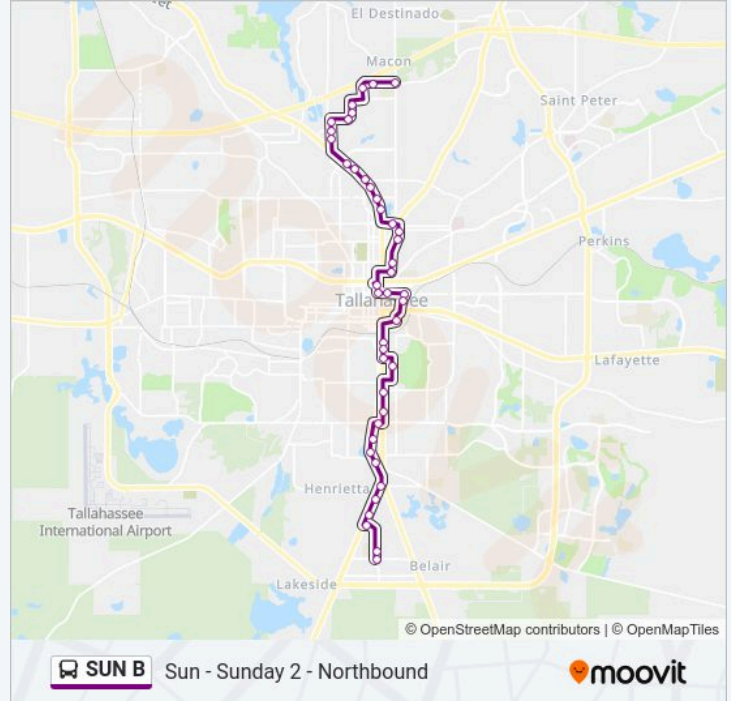 El Destinado
Macon
Saint Peter
Perkins
Tallahassee
Lafayette
Henrietta
Tallahassee
International Airport
Belair
Lakeside
© OpenStreetMap contributors | © OpenMapTiles
SUN B
Sun - Sunday 2 - Northbound
moovit